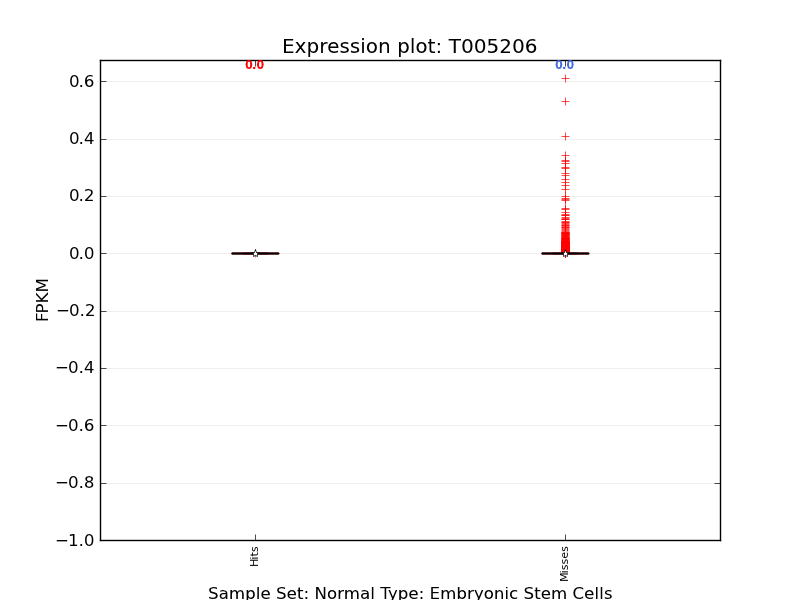 Expression plot: T005206
0.0 0.0
0.6
0.4
0.2
0.0
−0.2
−0.4
−0.6
−0.8
−1.0
FPKM
Hits
Misses
Sample Set: Normal Type: Embryonic Stem Cells